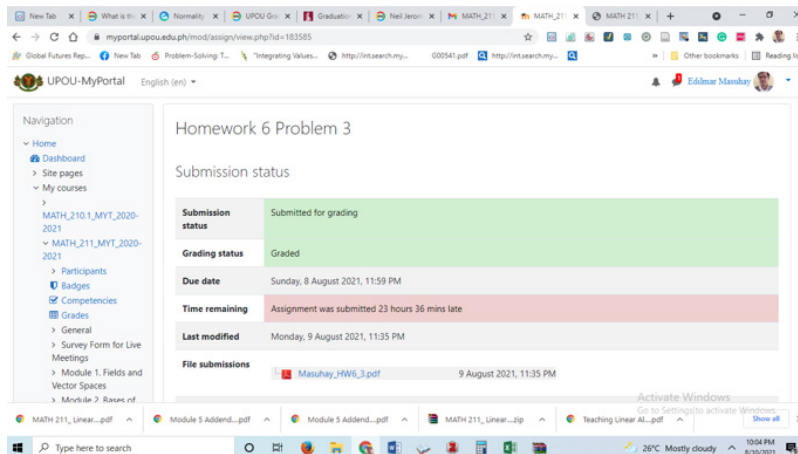 New Tab
What is th
Normality
UPOU Gra
Graduatio
Neil Jerom
MATH_211
MATH_211
MATH 211
myportal.upou.edu.ph/mod/assign/view.php?id=183585
Global Futures Rep...
New Tab
Problem-Solving: T...
"Integrating Values...
http://int.search.my...
G00541.pdf
http://int.search.my...
Other bookmarks
Reading lis
UPOU-MyPortal
English (en)
Edilmar Masuhay
Navigation
Home
Dashboard
Site pages
My courses
MATH_210.1_MYT_2020-
2021
MATH_211_MYT_2020-
2021
Participants
Badges
Competencies
Grades
General
Survey Form for Live
Meetings
Module 1. Fields and
Vector Spaces
Module 2. Bases of
Homework 6 Problem 3
Submission status
Submission status Submitted for grading
Grading status Graded
Due date Sunday, 8 August 2021, 11:59 PM
Time remaining Assignment was submitted 23 hours 36 mins late
Last modified Monday, 9 August 2021, 11:35 PM
File submissions
Masuhay_HW6_3.pdf 9 August 2021, 11:35 PM
Activate Windows
Go to Settings to activate Windows.
MATH 211_ Linear....pdf
Module 5 Addend....pdf
Module 5 Addend....pdf
MATH 211_ Linear....zip
Teaching Linear Al....pdf
Show all
Type here to search
26°C Mostly cloudy
10:04 PM
8/10/2021